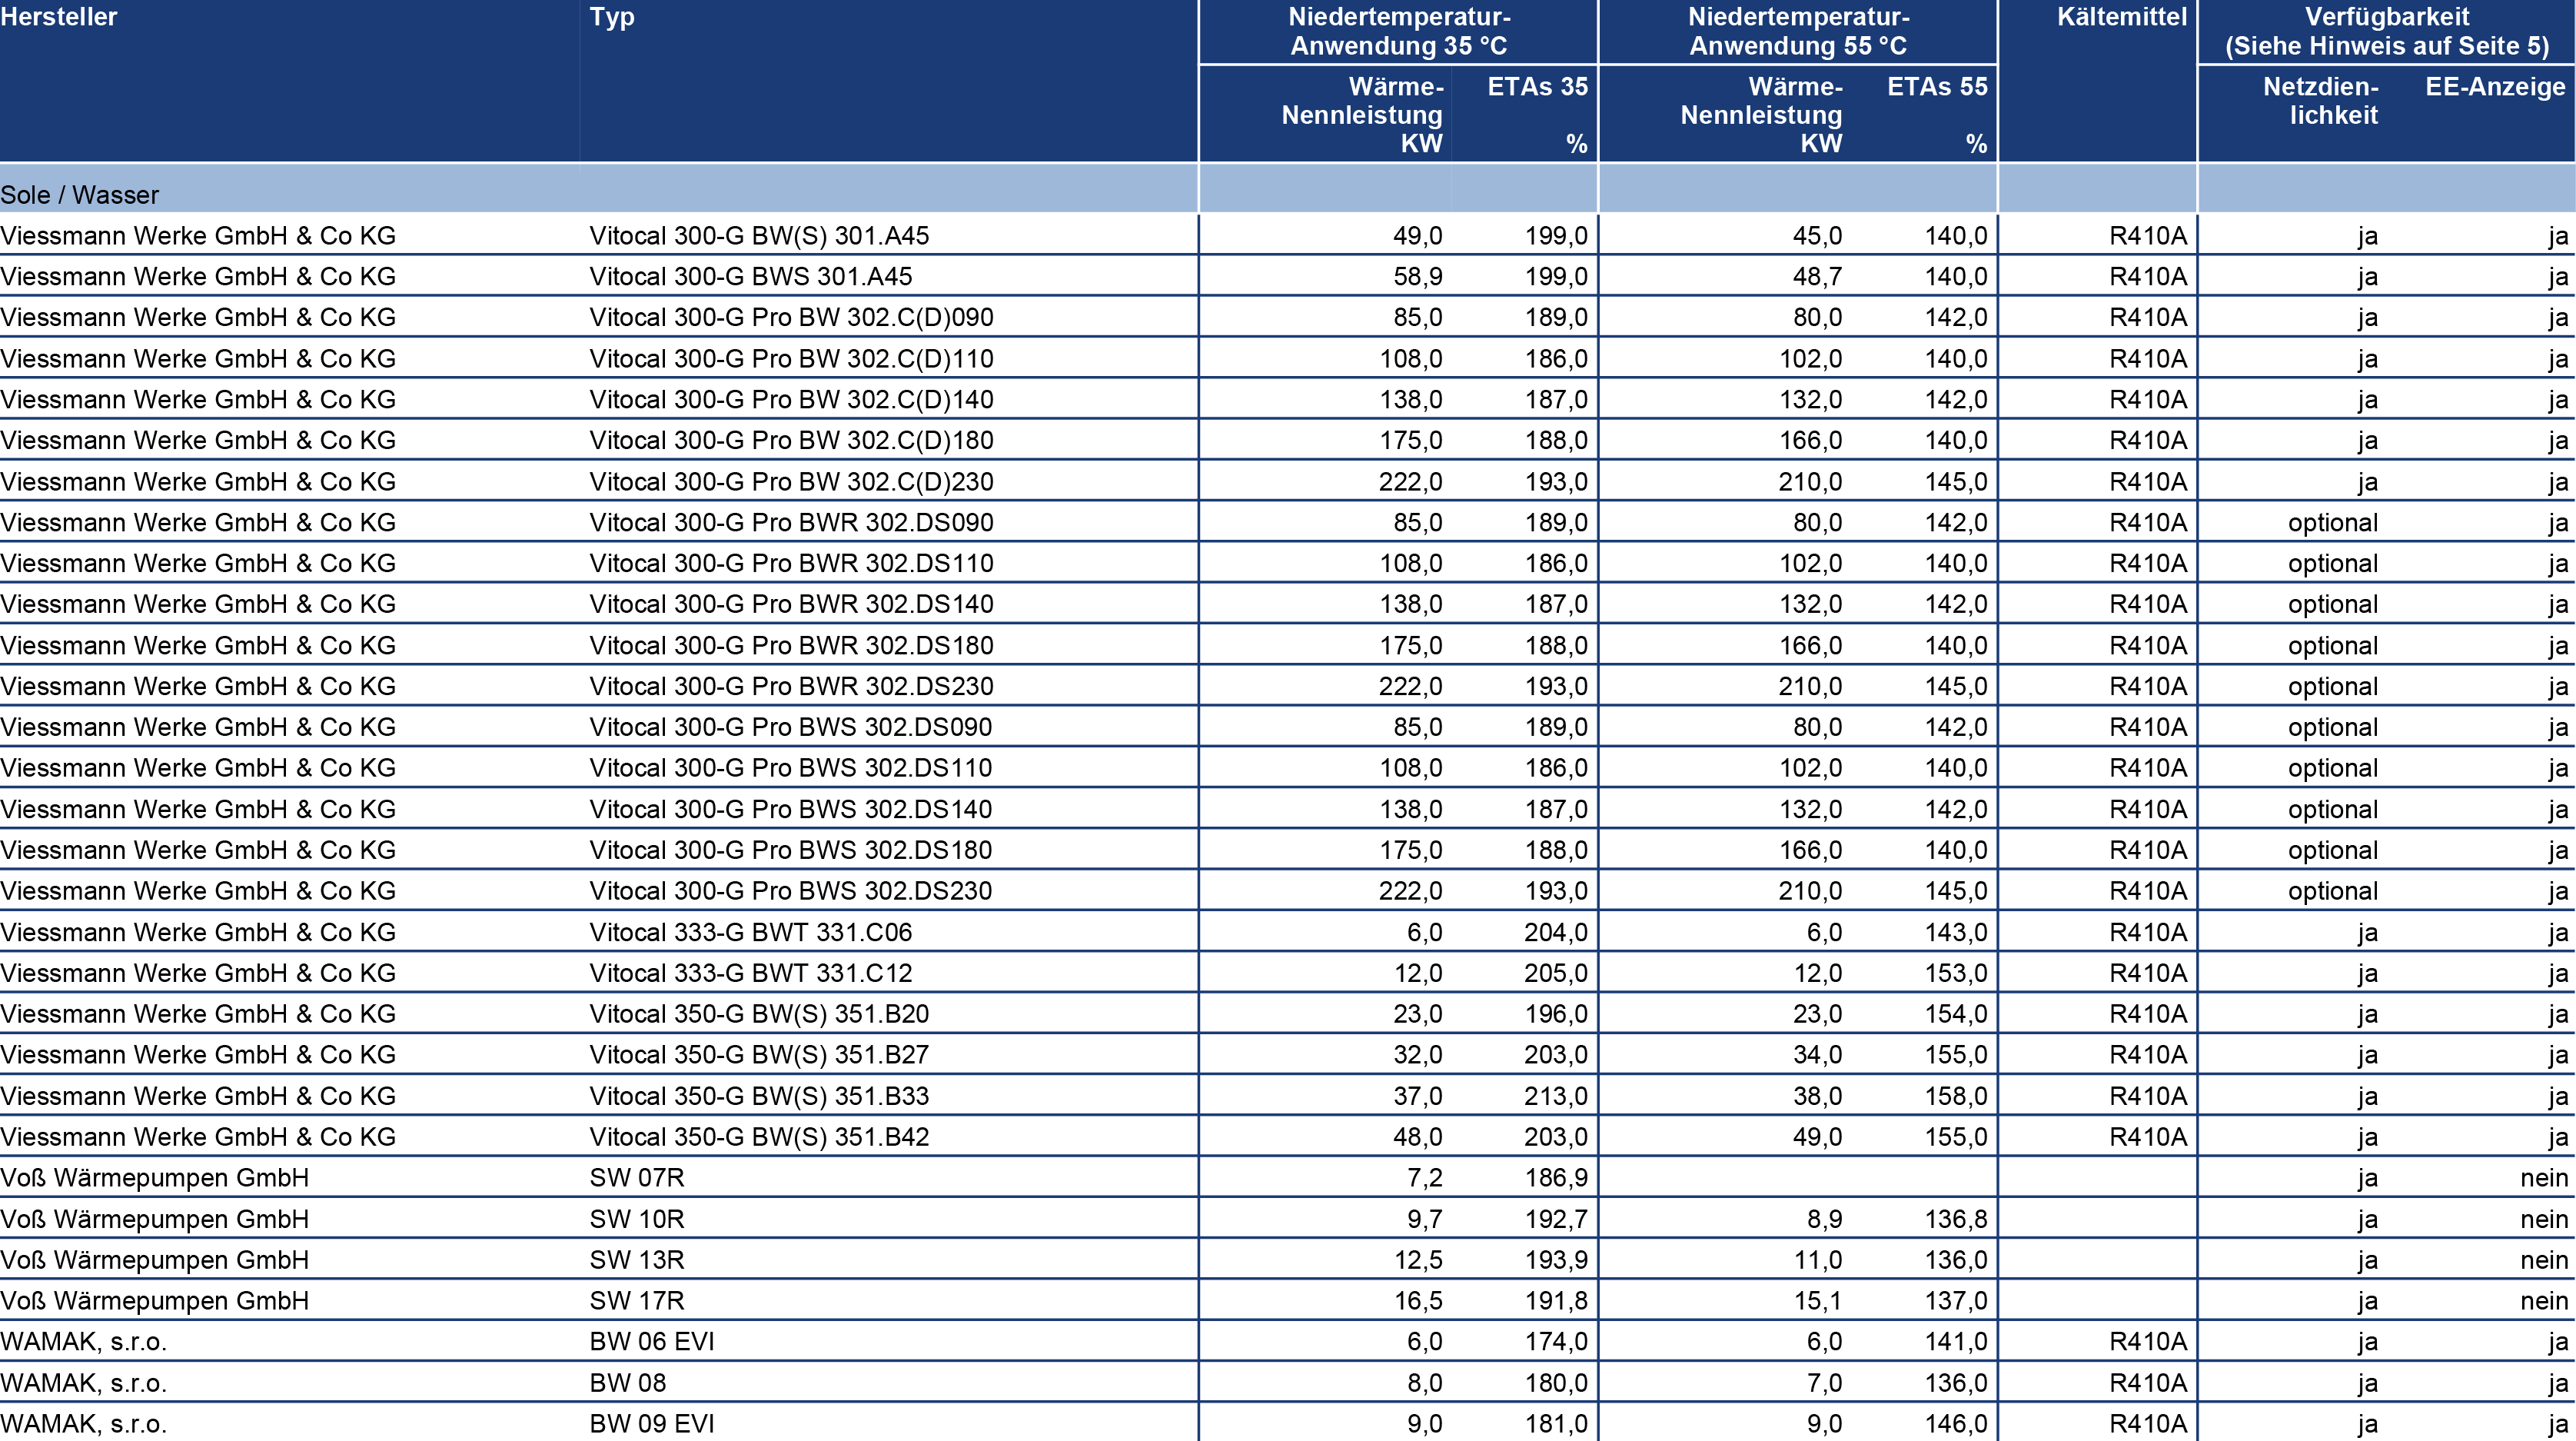 Hersteller Typ Niedertemperatur- Niedertemperatur- Kältemittel Verfügbarkeit
Anwendung 35 °C Anwendung 55 °C (Siehe Hinweis auf Seite 5)
Wärme- ETAs 35 Wärme- ETAs 55 Netzdien- EE-Anzeige
Nennleistung Nennleistung lichkeit
KW % KW %
Sole / Wasser
Viessmann Werke GmbH & Co KG Vitocal 300-G BW(S) 301.A45 49,0 199,0 45,0 140,0 R410A ja ja
Viessmann Werke GmbH & Co KG Vitocal 300-G BWS 301.A45 58,9 199,0 48,7 140,0 R410A ja ja
Viessmann Werke GmbH & Co KG Vitocal 300-G Pro BW 302.C(D)090 85,0 189,0 80,0 142,0 R410A ja ja
Viessmann Werke GmbH & Co KG Vitocal 300-G Pro BW 302.C(D)110 108,0 186,0 102,0 140,0 R410A ja ja
Viessmann Werke GmbH & Co KG Vitocal 300-G Pro BW 302.C(D)140 138,0 187,0 132,0 142,0 R410A ja ja
Viessmann Werke GmbH & Co KG Vitocal 300-G Pro BW 302.C(D)180 175,0 188,0 166,0 140,0 R410A ja ja
Viessmann Werke GmbH & Co KG Vitocal 300-G Pro BW 302.C(D)230 222,0 193,0 210,0 145,0 R410A ja ja
Viessmann Werke GmbH & Co KG Vitocal 300-G Pro BWR 302.DS090 85,0 189,0 80,0 142,0 R410A optional ja
Viessmann Werke GmbH & Co KG Vitocal 300-G Pro BWR 302.DS110 108,0 186,0 102,0 140,0 R410A optional ja
Viessmann Werke GmbH & Co KG Vitocal 300-G Pro BWR 302.DS140 138,0 187,0 132,0 142,0 R410A optional ja
Viessmann Werke GmbH & Co KG Vitocal 300-G Pro BWR 302.DS180 175,0 188,0 166,0 140,0 R410A optional ja
Viessmann Werke GmbH & Co KG Vitocal 300-G Pro BWR 302.DS230 222,0 193,0 210,0 145,0 R410A optional ja
Viessmann Werke GmbH & Co KG Vitocal 300-G Pro BWS 302.DS090 85,0 189,0 80,0 142,0 R410A optional ja
Viessmann Werke GmbH & Co KG Vitocal 300-G Pro BWS 302.DS110 108,0 186,0 102,0 140,0 R410A optional ja
Viessmann Werke GmbH & Co KG Vitocal 300-G Pro BWS 302.DS140 138,0 187,0 132,0 142,0 R410A optional ja
Viessmann Werke GmbH & Co KG Vitocal 300-G Pro BWS 302.DS180 175,0 188,0 166,0 140,0 R410A optional ja
Viessmann Werke GmbH & Co KG Vitocal 300-G Pro BWS 302.DS230 222,0 193,0 210,0 145,0 R410A optional ja
Viessmann Werke GmbH & Co KG Vitocal 333-G BWT 331.C06 6,0 204,0 6,0 143,0 R410A ja ja
Viessmann Werke GmbH & Co KG Vitocal 333-G BWT 331.C12 12,0 205,0 12,0 153,0 R410A ja ja
Viessmann Werke GmbH & Co KG Vitocal 350-G BW(S) 351.B20 23,0 196,0 23,0 154,0 R410A ja ja
Viessmann Werke GmbH & Co KG Vitocal 350-G BW(S) 351.B27 32,0 203,0 34,0 155,0 R410A ja ja
Viessmann Werke GmbH & Co KG Vitocal 350-G BW(S) 351.B33 37,0 213,0 38,0 158,0 R410A ja ja
Viessmann Werke GmbH & Co KG Vitocal 350-G BW(S) 351.B42 48,0 203,0 49,0 155,0 R410A ja ja
Voß Wärmepumpen GmbH SW 07R 7,2 186,9 ja nein
Voß Wärmepumpen GmbH SW 10R 9,7 192,7 8,9 136,8 ja nein
Voß Wärmepumpen GmbH SW 13R 12,5 193,9 11,0 136,0 ja nein
Voß Wärmepumpen GmbH SW 17R 16,5 191,8 15,1 137,0 ja nein
WAMAK, s.r.o. BW 06 EVI 6,0 174,0 6,0 141,0 R410A ja ja
WAMAK, s.r.o. BW 08 8,0 180,0 7,0 136,0 R410A ja ja
WAMAK, s.r.o. BW 09 EVI 9,0 181,0 9,0 146,0 R410A ja ja